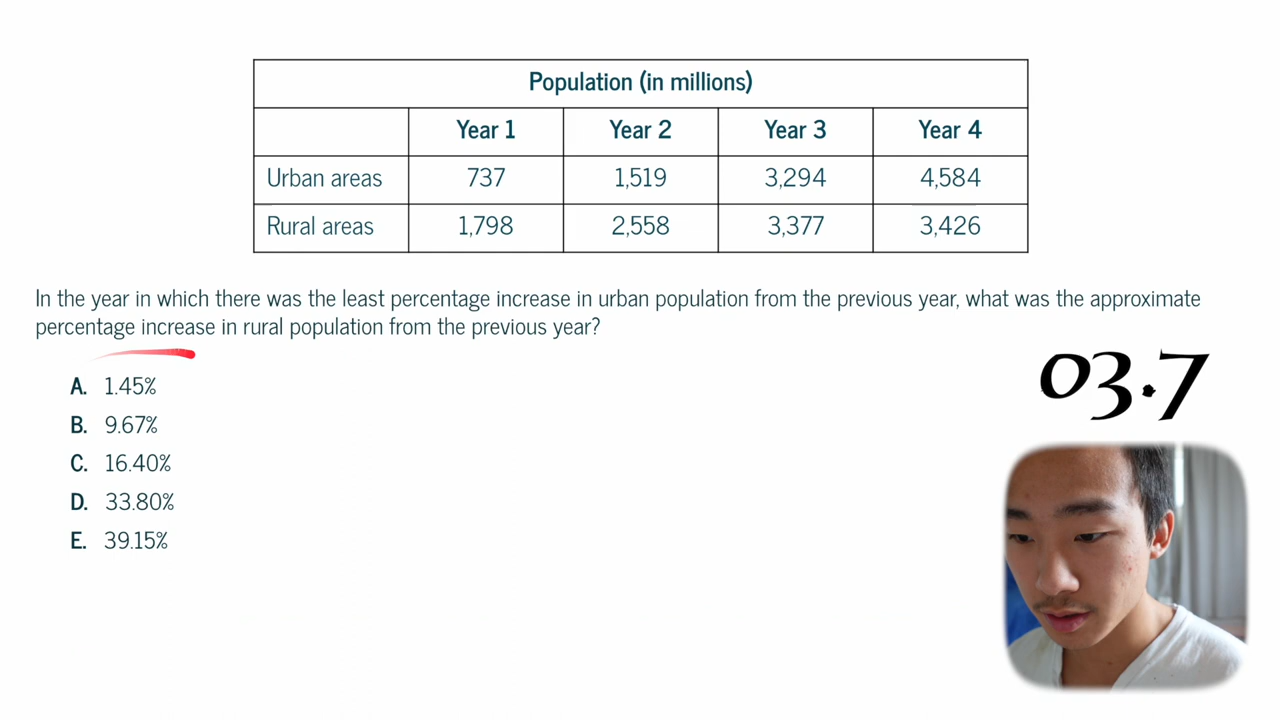 Population (in millions)
Year 1 Year 2 Year 3 Year 4
Urban areas 737 1,519 3,294 4,584
Rural areas 1,798 2,558 3,377 3,426
In the year in which there was the least percentage increase in urban population from the previous year, what was the approximate
percentage increase in rural population from the previous year?
A. 1.45%
B. 9.67%
C. 16.40%
D. 33.80%
E. 39.15%
03.7